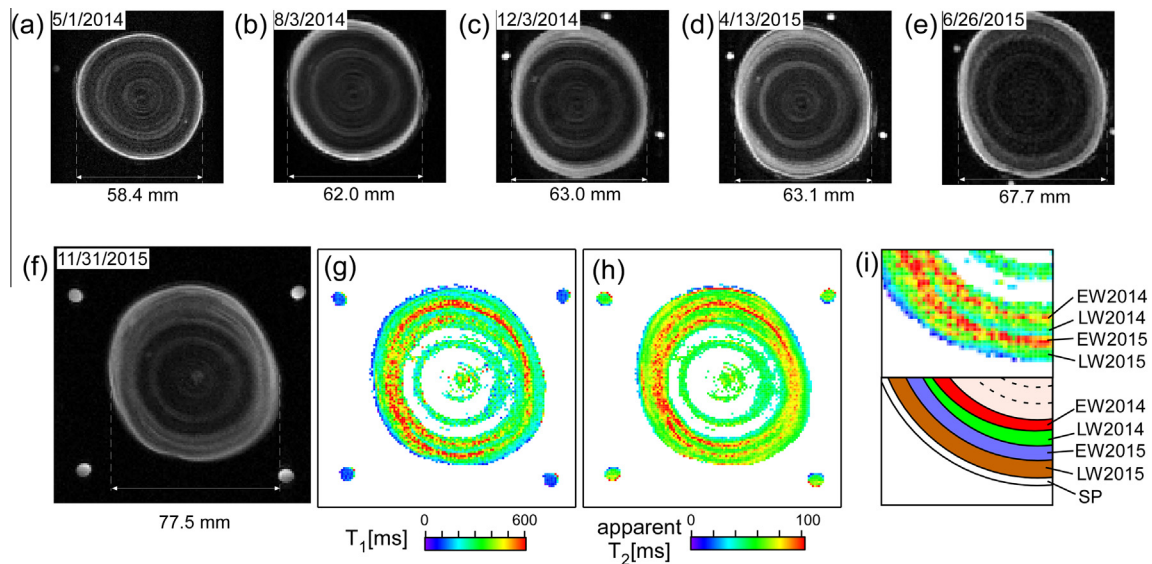 (a) 5/1/2014
58.4 mm
(b) 8/3/2014
62.0 mm
(c) 12/3/2014
63.0 mm
(d) 4/13/2015
63.1 mm
(e) 6/26/2015
67.7 mm
(f) 11/31/2015
77.5 mm
(g)
T₁[ms]
0 600
(h)
apparent
T₂[ms]
0 100
(i)
EW2014
LW2014
EW2015
LW2015
EW2014
LW2014
EW2015
LW2015
SP